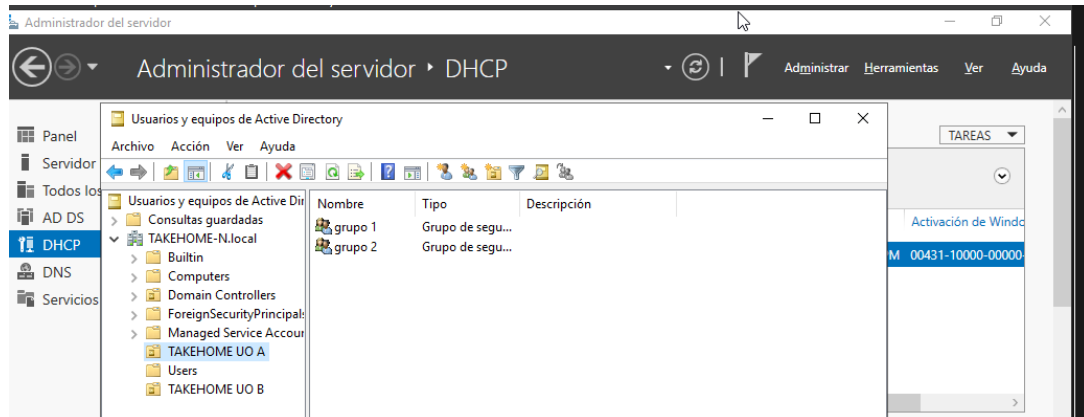 Administrador del servidor
Administrador del servidor DHCP
Administrar Herramientas Ver Ayuda
Panel
Servidor
Todos los
AD DS
DHCP
DNS
Servicios
Usuarios y equipos de Active Directory
Archivo Acción Ver Ayuda
Usuarios y equipos de Active Dir
Consultas guardadas
TAKEHOME-N.local
Builtin
Computers
Domain Controllers
ForeignSecurityPrincipal
Managed Service Accour
TAKEHOME UO A
Users
TAKEHOME UO B
Nombre Tipo Descripción
grupo 1 Grupo de segu...
grupo 2 Grupo de segu...
TAREAS
Activación de Windo
M 00431-10000-00000-